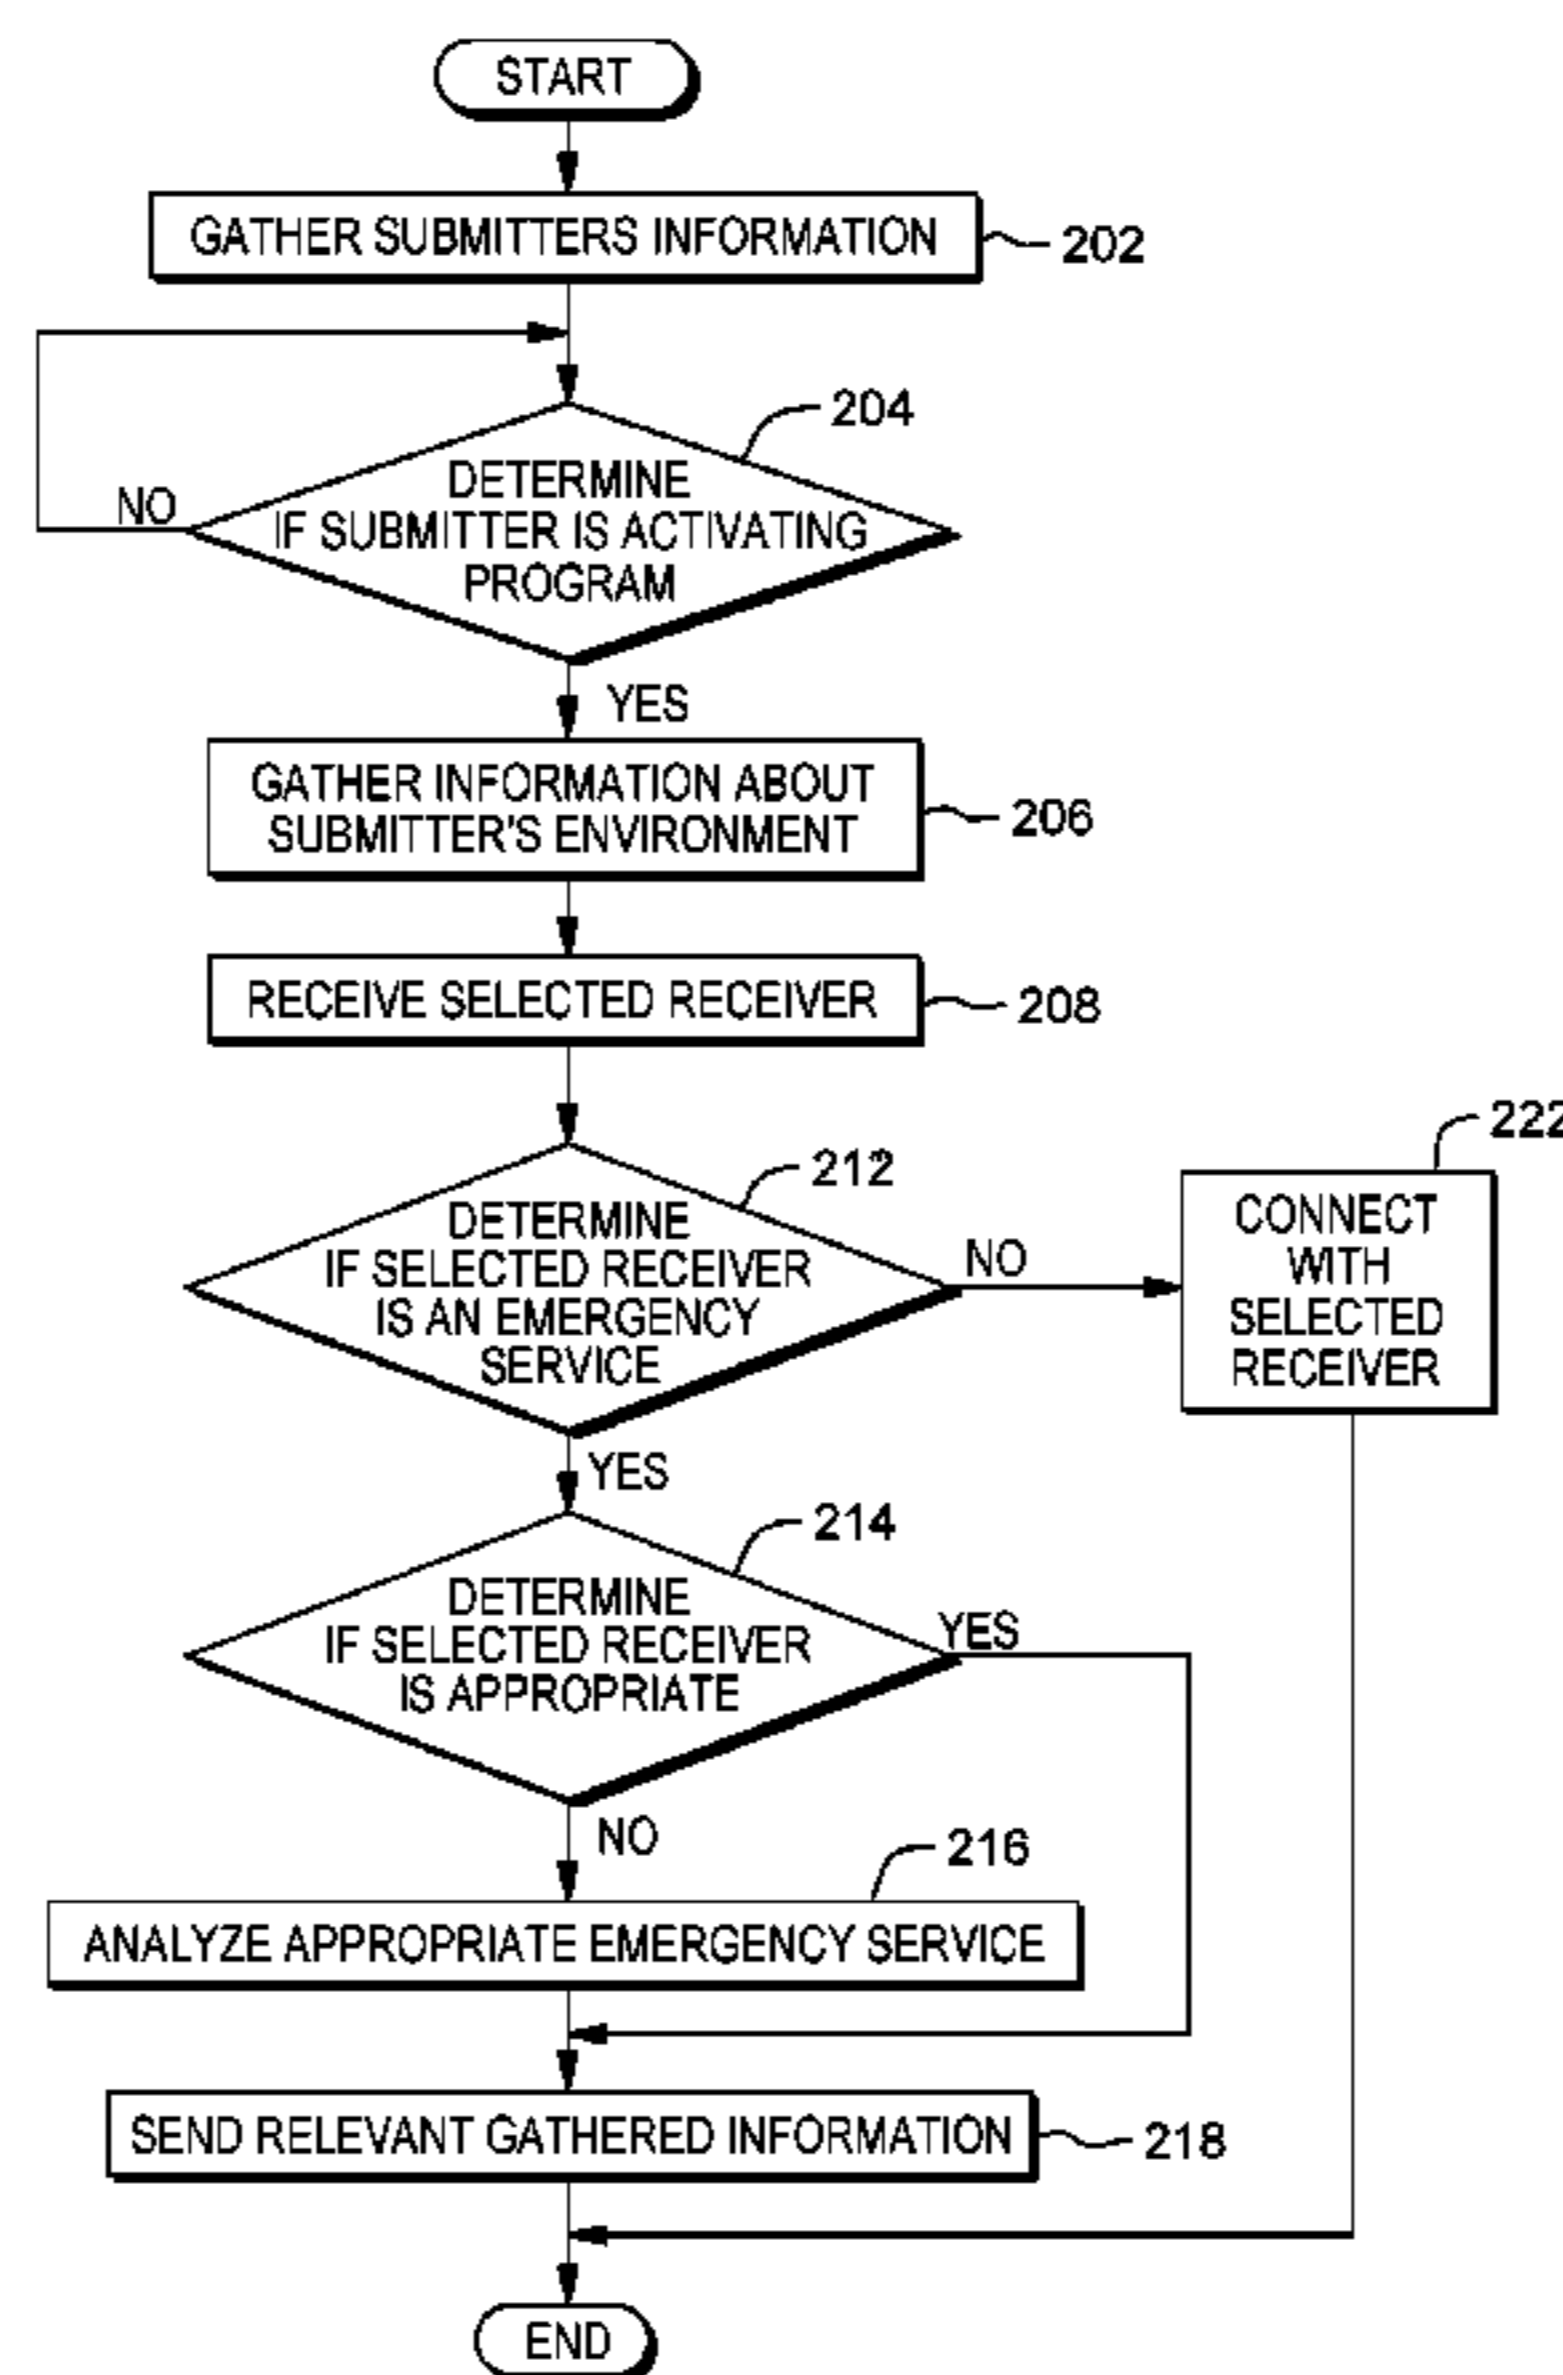 START
GATHER SUBMITTERS INFORMATION
202
204
DETERMINE
IF SUBMITTER IS ACTIVATING
PROGRAM
NO
YES
GATHER INFORMATION ABOUT
SUBMITTER'S ENVIRONMENT
206
RECEIVE SELECTED RECEIVER
208
212
DETERMINE
IF SELECTED RECEIVER
IS AN EMERGENCY
SERVICE
NO
222
CONNECT
WITH
SELECTED
RECEIVER
YES
214
DETERMINE
IF SELECTED RECEIVER
IS APPROPRIATE
YES
NO
216
ANALYZE APPROPRIATE EMERGENCY SERVICE
SEND RELEVANT GATHERED INFORMATION
218
END